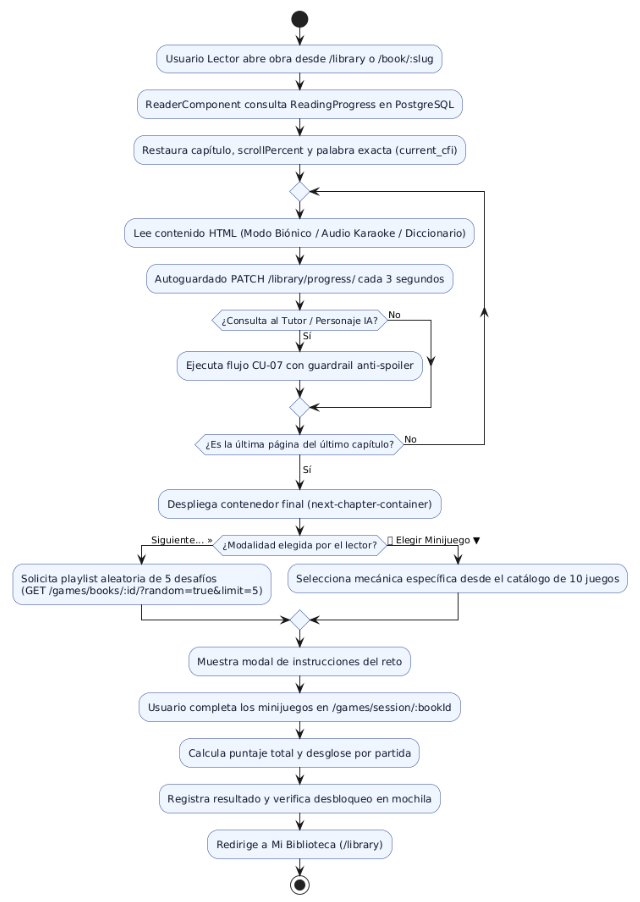 Usuario Lector abre obra desde /library o /book/:slug
ReaderComponent consulta ReadingProgress en PostgreSQL
Restaura capítulo, scrollPercent y palabra exacta (current_cfi)
Lee contenido HTML (Modo Biónico / Audio Karaoke / Diccionario)
Autoguardado PATCH /library/progress/ cada 3 segundos
¿Consulta al Tutor / Personaje IA?
No
Sí
Ejecuta flujo CU-07 con guardrail anti-spoiler
¿Es la última página del último capítulo?
No
Sí
Despliega contenedor final (next-chapter-container)
Siguiente... »
¿Modalidad elegida por el lector?
Elegir Minijuego ▼
Solicita playlist aleatoria de 5 desafíos
(GET /games/books/:id/?random=true&limit=5)
Selecciona mecánica específica desde el catálogo de 10 juegos
Muestra modal de instrucciones del reto
Usuario completa los minijuegos en /games/session/:bookId
Calcula puntaje total y desglose por partida
Registra resultado y verifica desbloqueo en mochila
Redirige a Mi Biblioteca (/library)